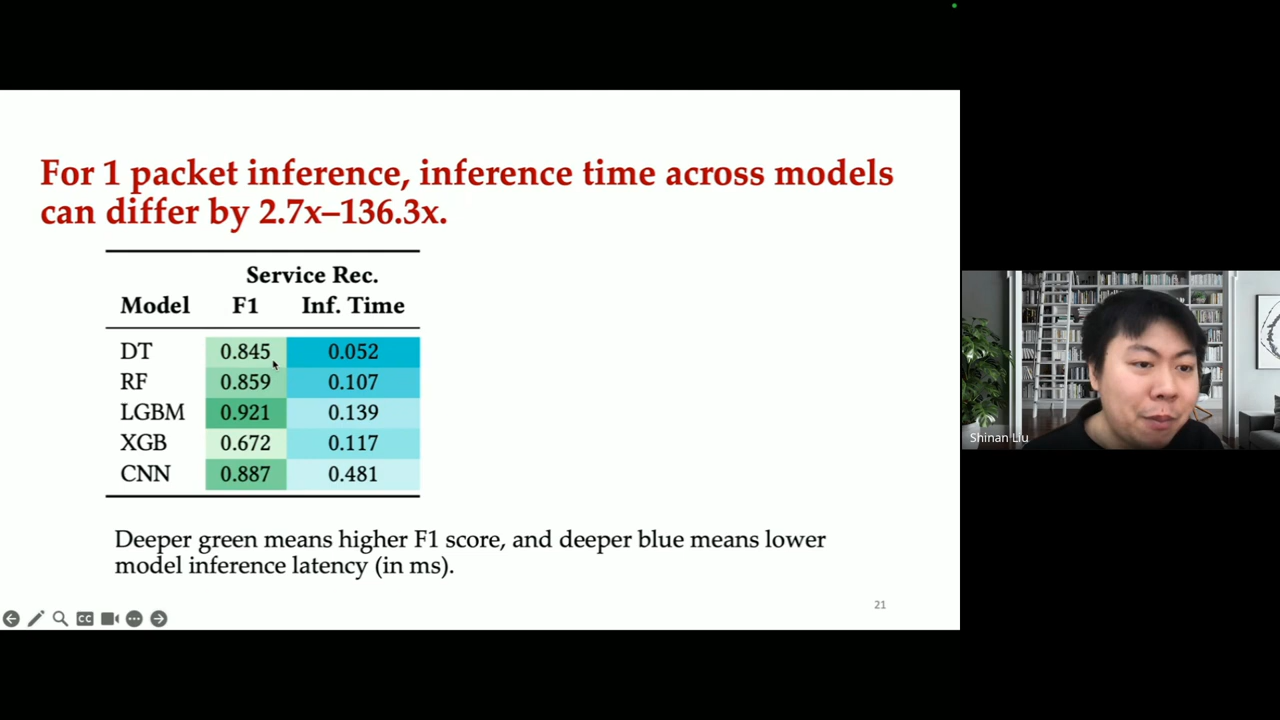 For 1 packet inference, inference time across models
can differ by 2.7x–136.3x.
Service Rec.
Model F1 Inf. Time
DT 0.845 0.052
RF 0.859 0.107
LGBM 0.921 0.139
XGB 0.672 0.117
CNN 0.887 0.481
Deeper green means higher F1 score, and deeper blue means lower
model inference latency (in ms).
21
CC
Shinan Liu